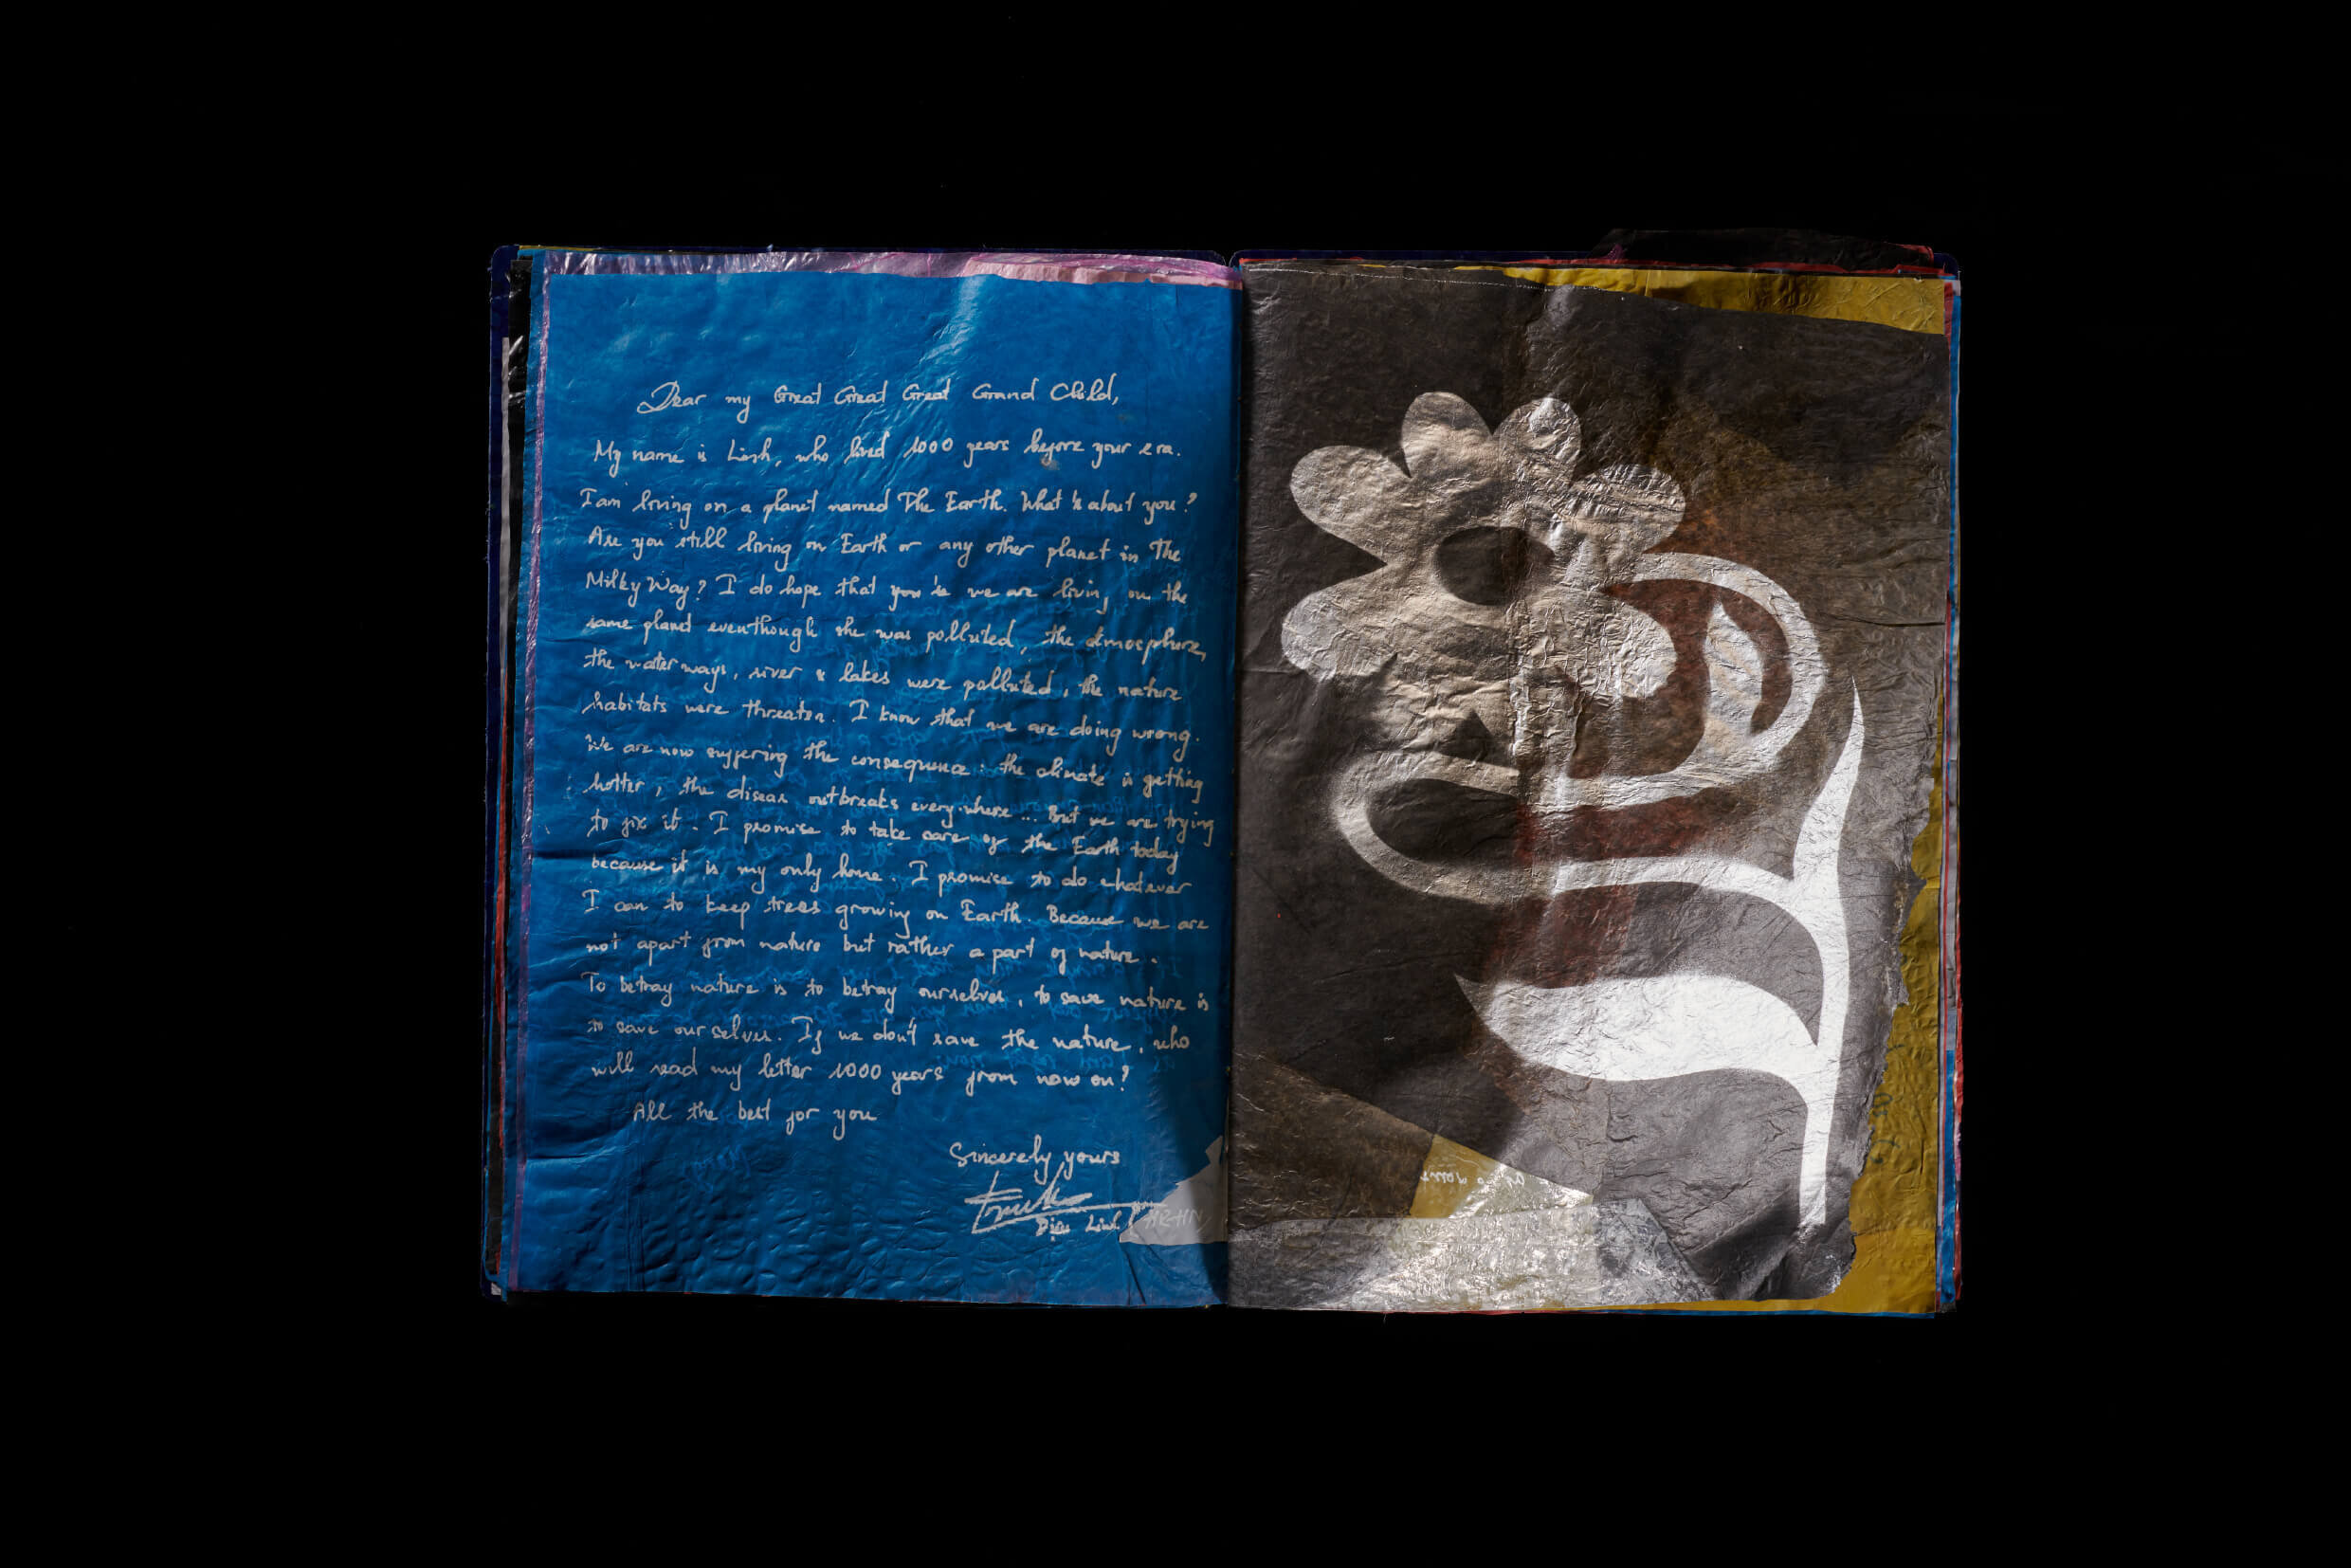 Dear my Great Great Great Grand Child,
My name is Linh, who lived 1000 years before your era.
I am living on a planet named The Earth. What's about you?
Are you still living on Earth or any other planet in the
Milky Way? I do hope that you & we are living on the
same planet eventhough she was polluted, the atmosphere,
the water ways, river & lakes were polluted, the nature
habitats were threaten. I know that we are doing wrong.
We are now suffering the consequence: the climate is getting
hotter, the diseas outbreaks every where ... But we are trying
to fix it. I promise to take care of the Earth today
because it is my only home. I promise to do whatever
I can to keep trees growing on Earth. Because we are
not apart from nature but rather a part of nature.
To betray nature is to betray ourselves, to save nature is
to save our selves. If we don't save the nature, who
will read my letter 1000 years from now on?
All the best for you
Sincerely yours
Diệu Linh